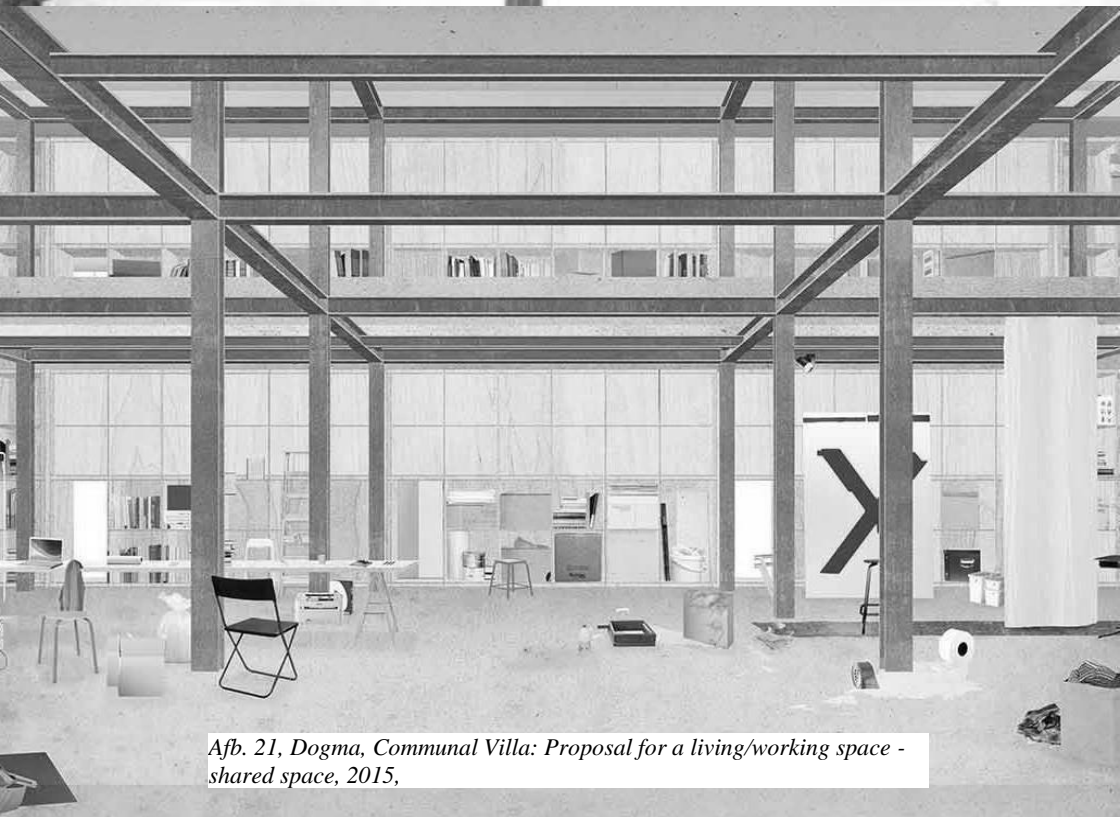 Afb. 21, Dogma, Communal Villa: Proposal for a living/working space -
shared space, 2015,